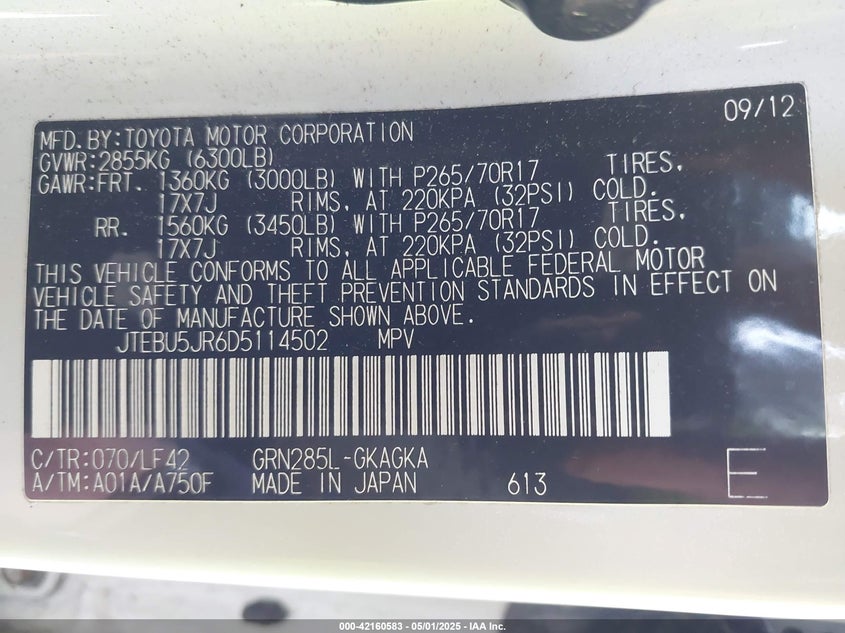 09/12
MFD.BY:TOYOTA MOTOR CORPORATION
GVWR:2855KG (6300LB)
GAWR:FRT. 1360KG (3000LB) WITH P265/70R17 TIRES,
17X7J RIMS, AT 220KPA (32PSI) COLD.
RR. 1560KG (3450LB) WITH P265/70R17 TIRES,
17X7J RIMS, AT 220KPA (32PSI) COLD.
THIS VEHICLE CONFORMS TO ALL APPLICABLE FEDERAL MOTOR
VEHICLE SAFETY AND THEFT PREVENTION STANDARDS IN EFFECT ON
THE DATE OF MANUFACTURE SHOWN ABOVE.
JTEBU5JR6D5114502 MPV
C/TR:070/LF42 GRN285L-GKAGKA
A/TM:A01A/A750F MADE IN JAPAN 613 E
000-42160583 - 05/01/2025 - IAA Inc.